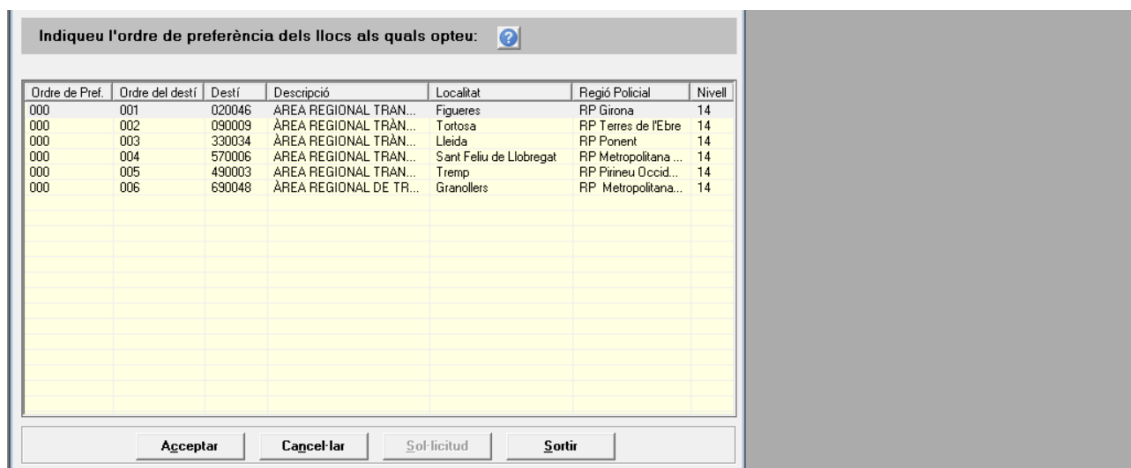 Indiqueu l'ordre de preferència dels llocs als quals opteu: ?
Ordre de Pref. Ordre del destí Destí Descripció Localitat Regió Policial Nivell
000 001 020046 ÀREA REGIONAL TRÀN... Figueres RP Girona 14
000 002 090009 ÀREA REGIONAL TRÀN... Tortosa RP Terres de l'Ebre 14
000 003 330034 ÀREA REGIONAL TRÀN... Lleida RP Ponent 14
000 004 570006 ÀREA REGIONAL TRÀN... Sant Feliu de Llobregat RP Metropolitana ... 14
000 005 490003 ÀREA REGIONAL TRÀN... Tremp RP Pirineu Occid... 14
000 006 690048 ÀREA REGIONAL DE TR... Granollers RP Metropolitana... 14
Acceptar Cancel·lar Sol·licitud Sortir